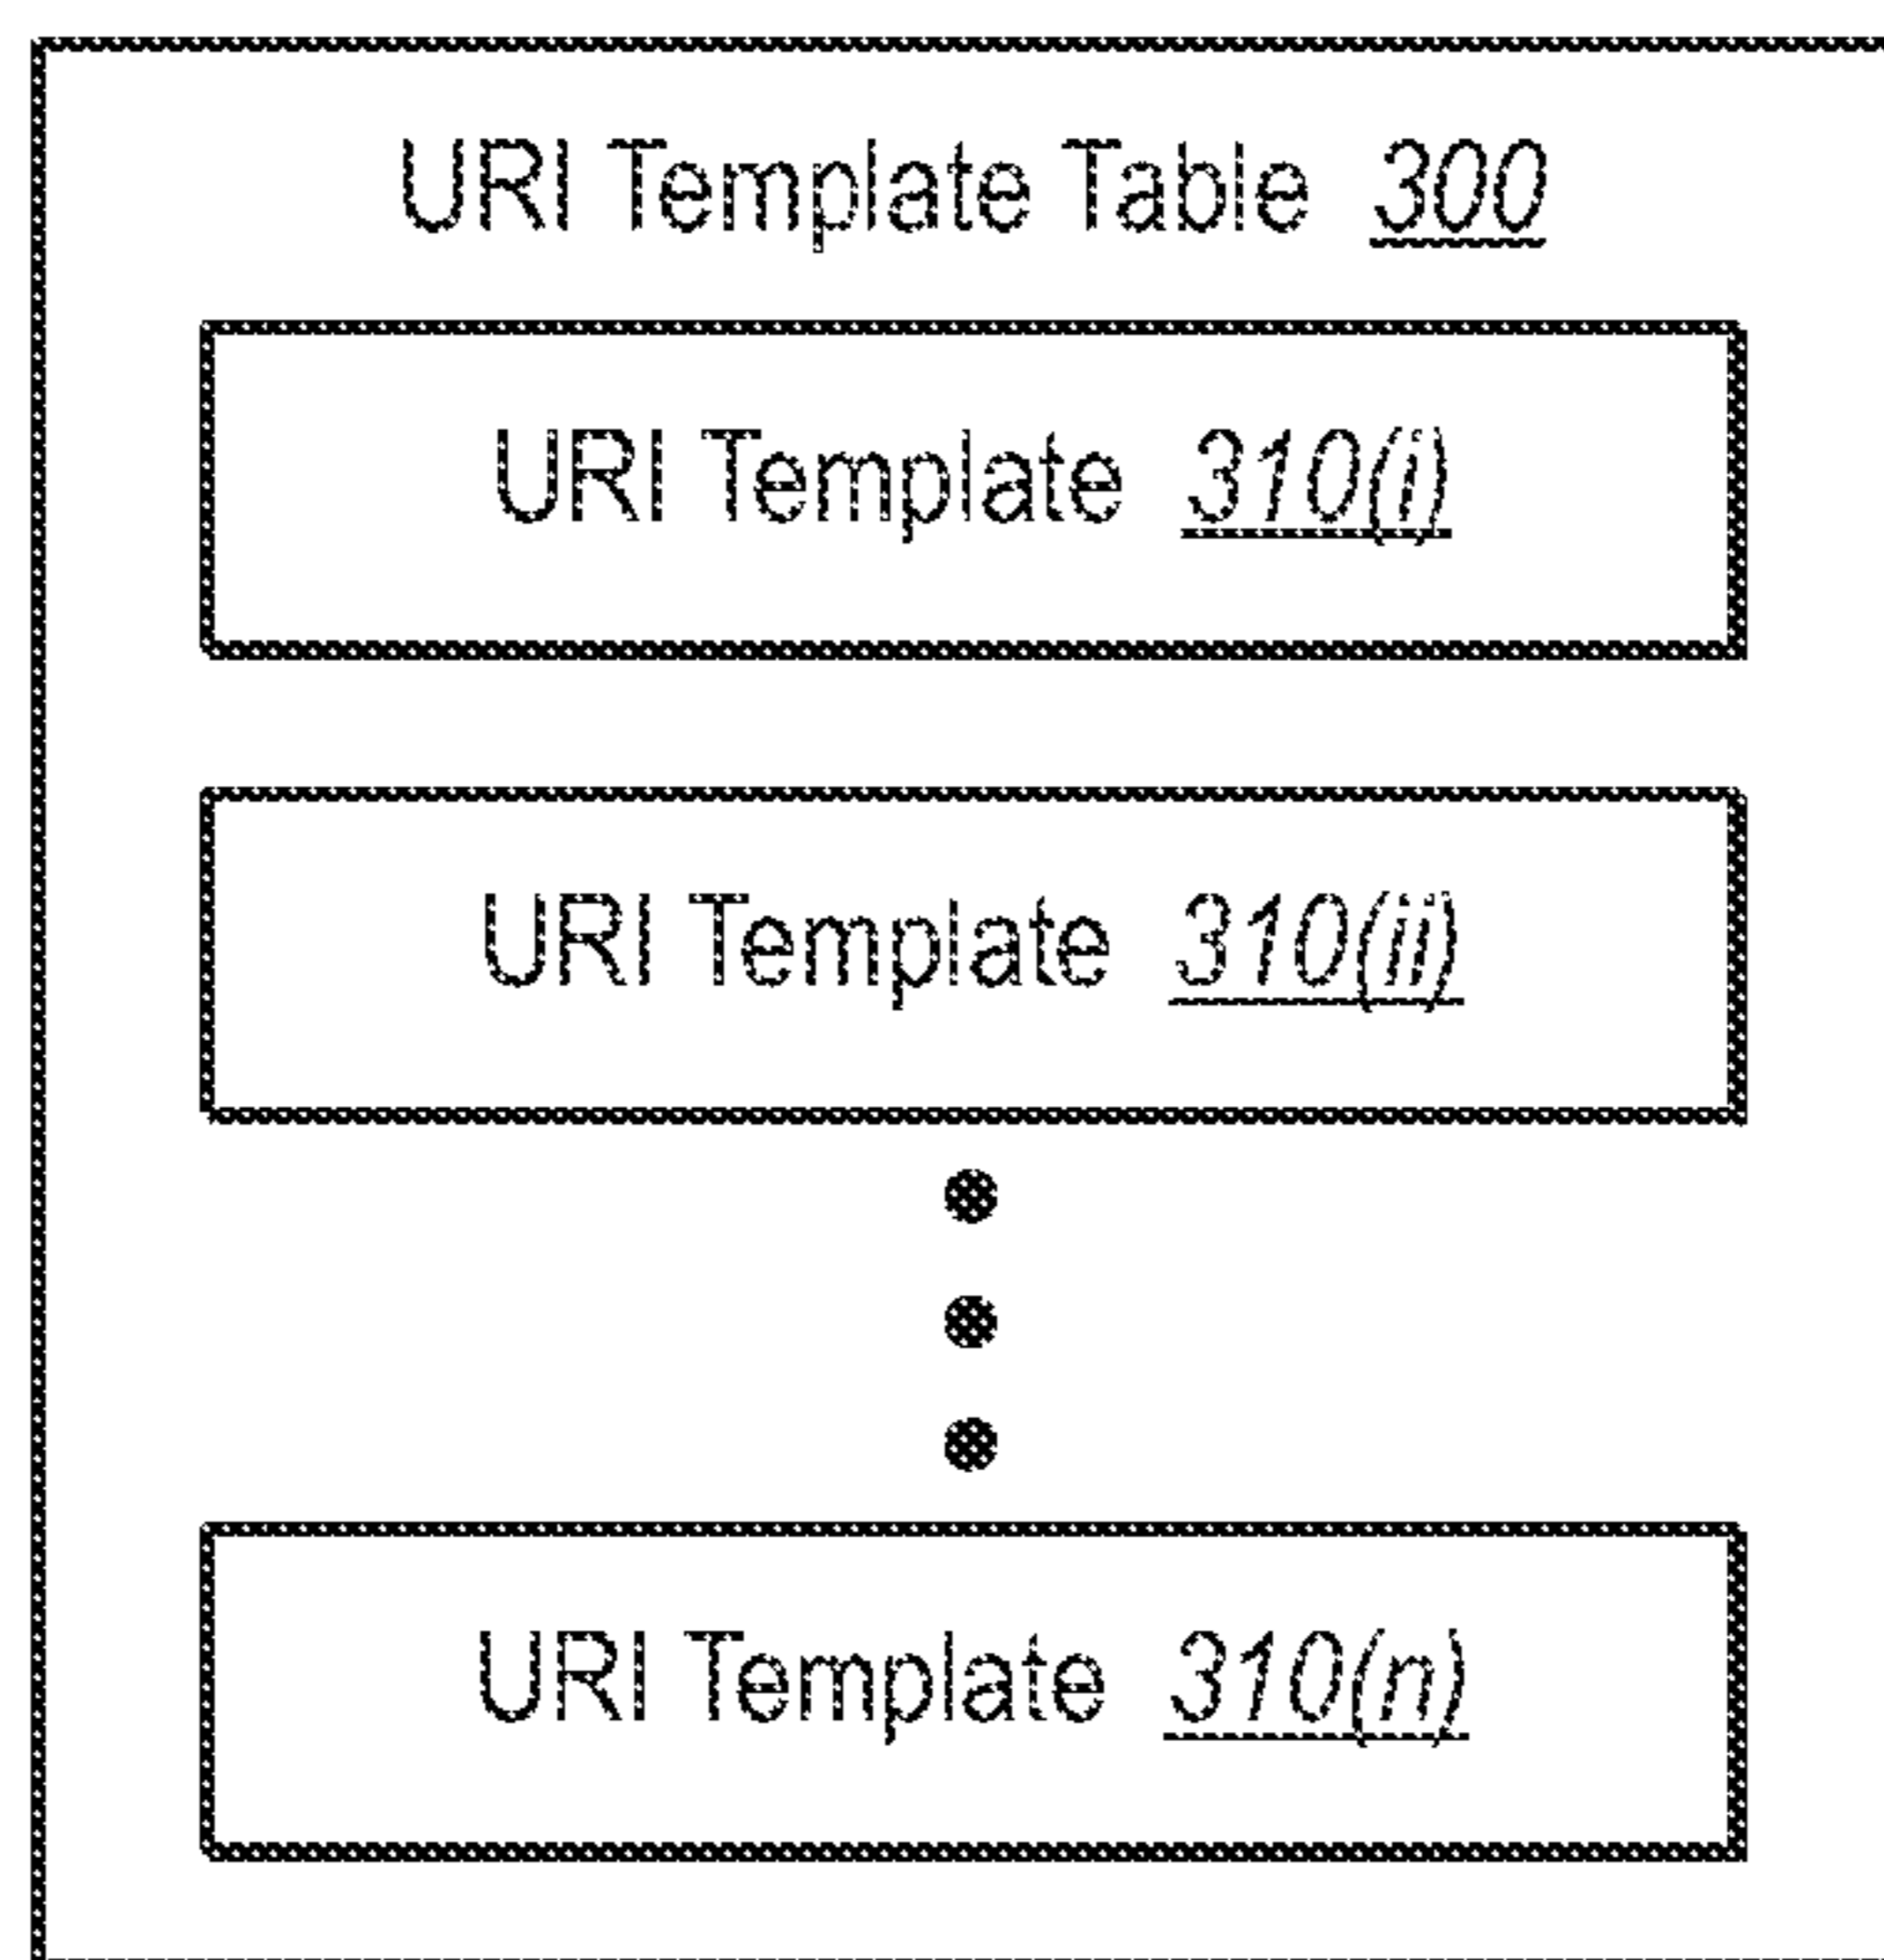 URI Template Table 300
URI Template 310(i)
URI Template 310(ii)
URI Template 310(n)